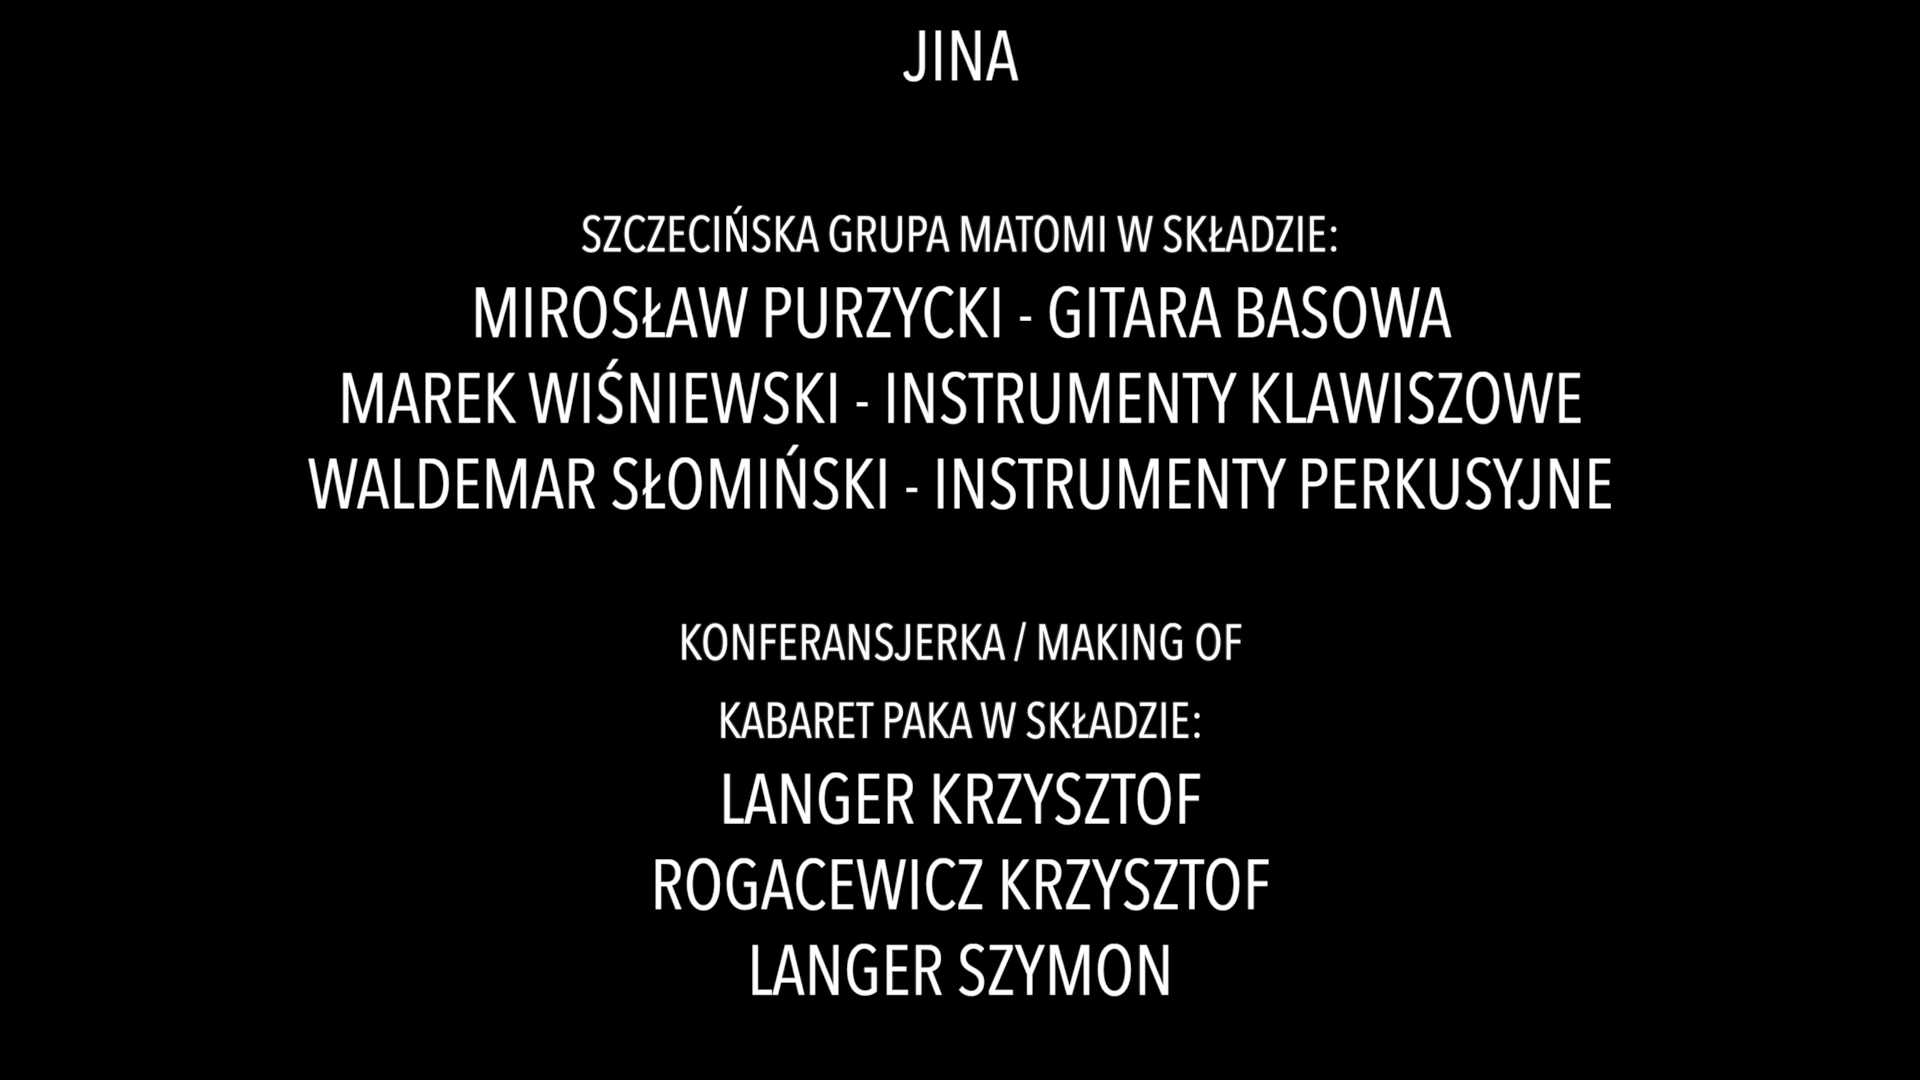 JINA
SZCZECIŃSKA GRUPA MATOMI W SKŁADZIE:
MIROSŁAW PURZYCKI - GITARA BASOWA
MAREK WIŚNIEWSKI - INSTRUMENTY KLAWISZOWE
WALDEMAR SŁOMIŃSKI - INSTRUMENTY PERKUSYJNE
KONFERANSJERKA / MAKING OF
KABARET PAKA W SKŁADZIE:
LANGER KRZYSZTOF
ROGACEWICZ KRZYSZTOF
LANGER SZYMON